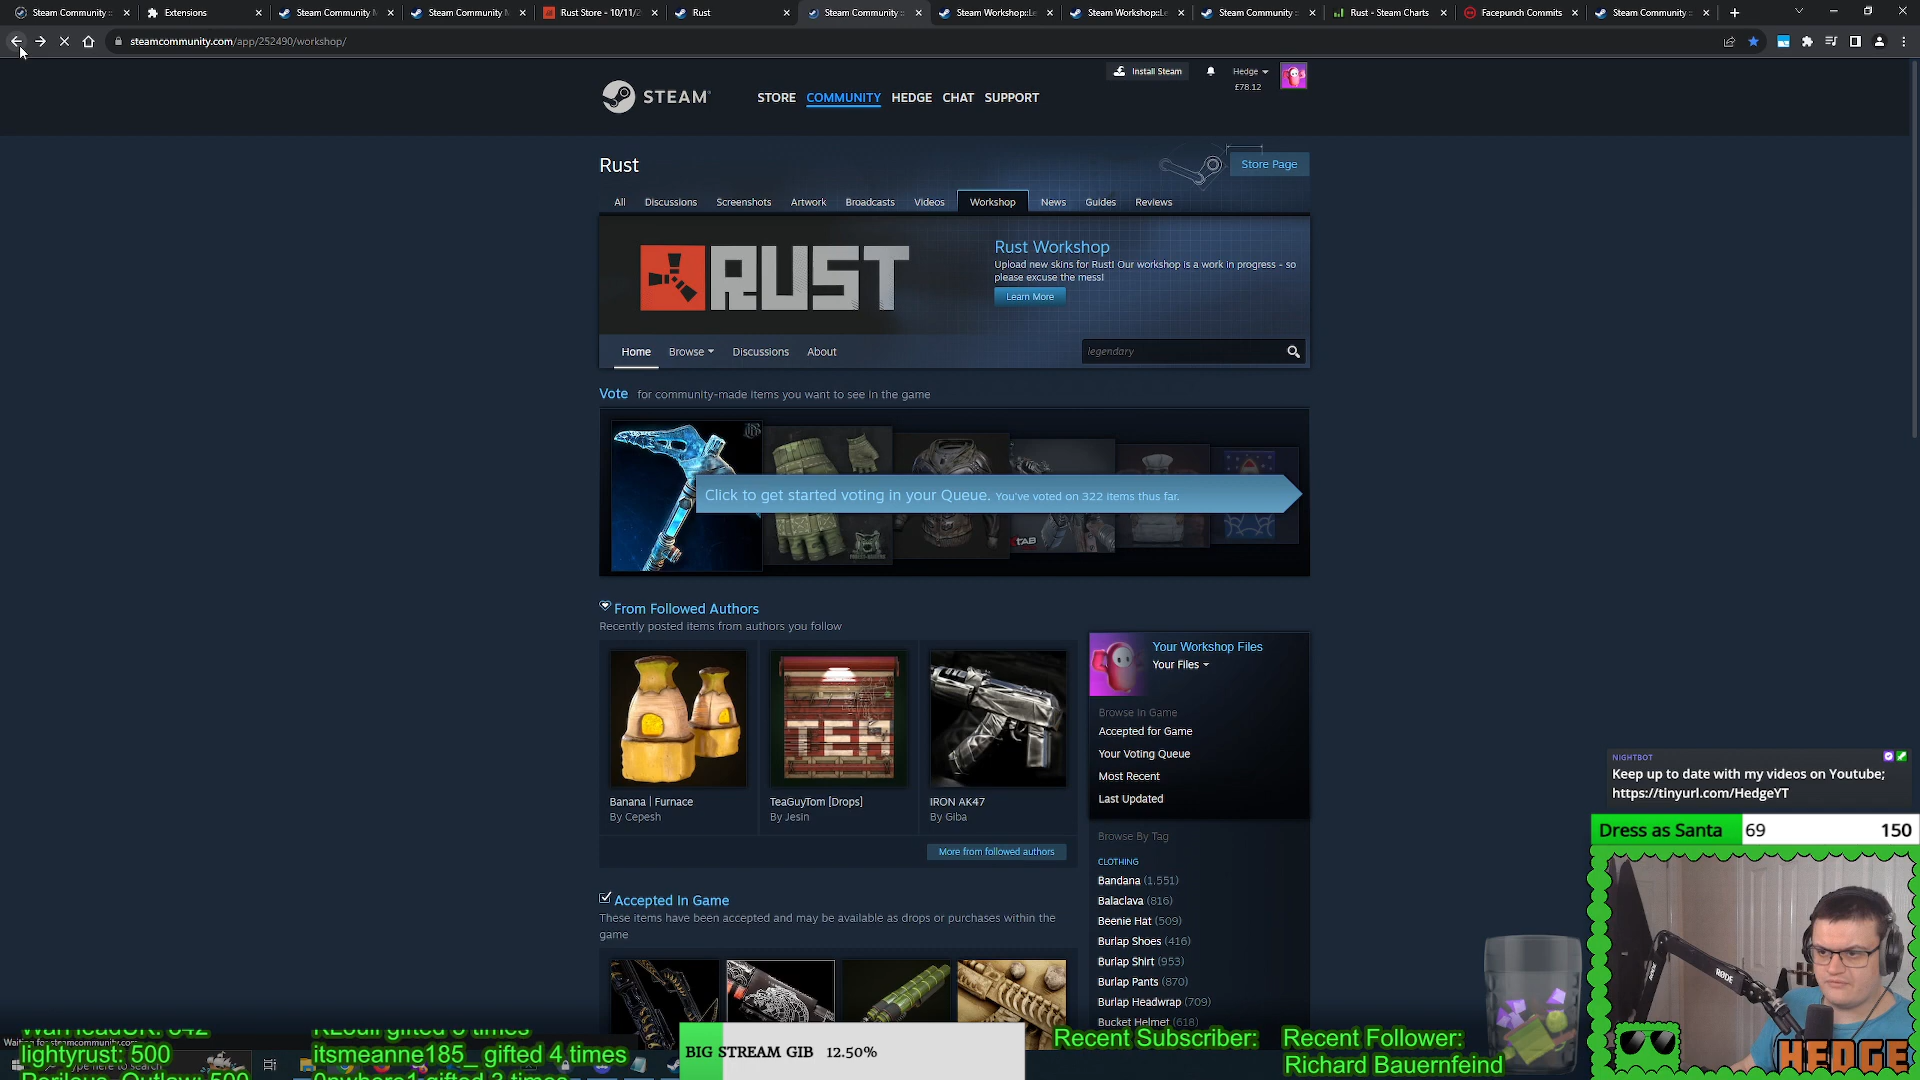 Steam Community ::
Extensions
Steam Community M
Steam Community M
Rust Store - 10/11/2
Rust
Steam Community ::
Steam Workshop::Le
Steam Workshop::Le
Steam Community ::
Rust - Steam Charts
Facepunch Commits
Steam Community ::
steamcommunity.com/app/252490/workshop/
Install Steam
Hedge
£78.12
STEAM
STORE
COMMUNITY
HEDGE
CHAT
SUPPORT
Rust
Store Page
All
Discussions
Screenshots
Artwork
Broadcasts
Videos
Workshop
News
Guides
Reviews
RUST
Rust Workshop
Upload new skins for Rust! Our workshop is a work in progress - so
please excuse the mess!
Learn More
Home
Browse
Discussions
About
legendary
Vote for community-made items you want to see in the game
Click to get started voting in your Queue. You've voted on 322 items thus far.
From Followed Authors
Recently posted items from authors you follow
TEA
Banana | Furnace
By Cepesh
TeaGuyTom [Drops]
By Jesin
IRON AK47
By Giba
More from followed authors
Accepted In Game
These items have been accepted and may be available as drops or purchases within the
game
Your Workshop Files
Your Files
Browse In Game
Accepted for Game
Your Voting Queue
Most Recent
Last Updated
Browse By Tag
CLOTHING
Bandana (1,551)
Balaclava (816)
Beenie Hat (509)
Burlap Shoes (416)
Burlap Shirt (953)
Burlap Pants (870)
Burlap Headwrap (709)
Bucket Helmet (618)
NIGHTBOT
Keep up to date with my videos on Youtube;
https://tinyurl.com/HedgeYT
Dress as Santa 69 150
RØDE
HEDGE
Waiting for steamcommunity.com
lightyrust: 500
itsmeanne185_ gifted 4 times
BIG STREAM GIB 12.50%
Recent Subscriber:
Recent Follower:
Richard Bauernfeind